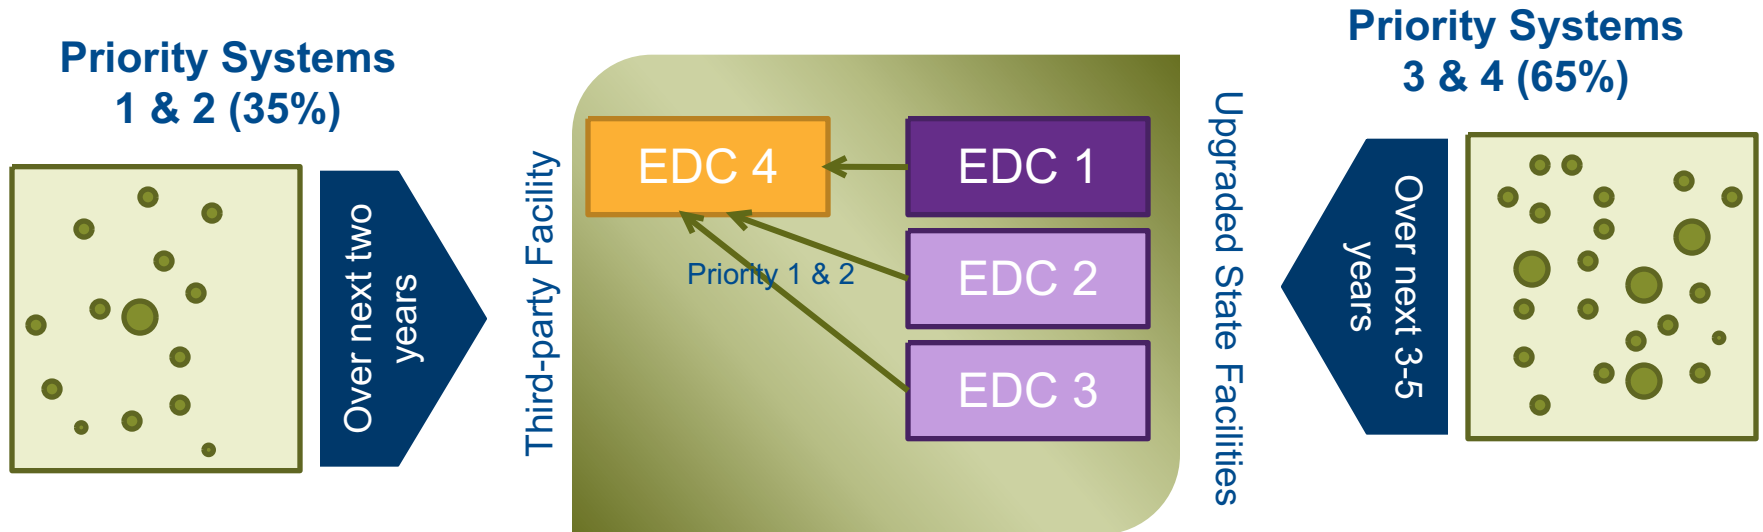 Priority Systems
1 & 2 (35%)
Over next two
years
Third-party Facility
EDC 4
EDC 1
EDC 2
EDC 3
Priority 1 & 2
Upgraded State Facilities
Priority Systems
3 & 4 (65%)
Over next 3-5
years